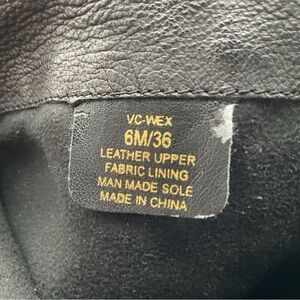 VC-WEX
6M/36
LEATHER UPPER
FABRIC LINING
MAN MADE SOLE
MADE IN CHINA